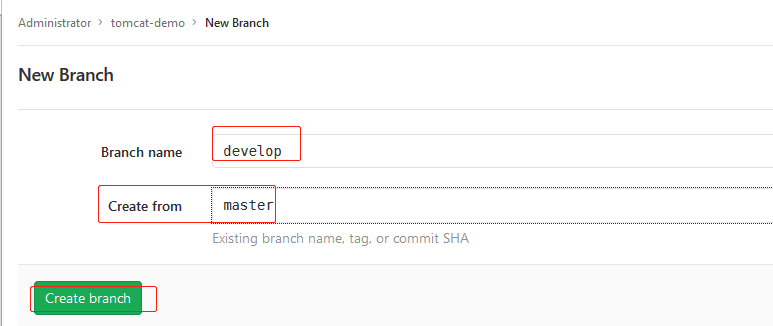 Administrator > tomcat-demo > New Branch
New Branch
Branch name develop
Create from master
Existing branch name, tag, or commit SHA
Create branch